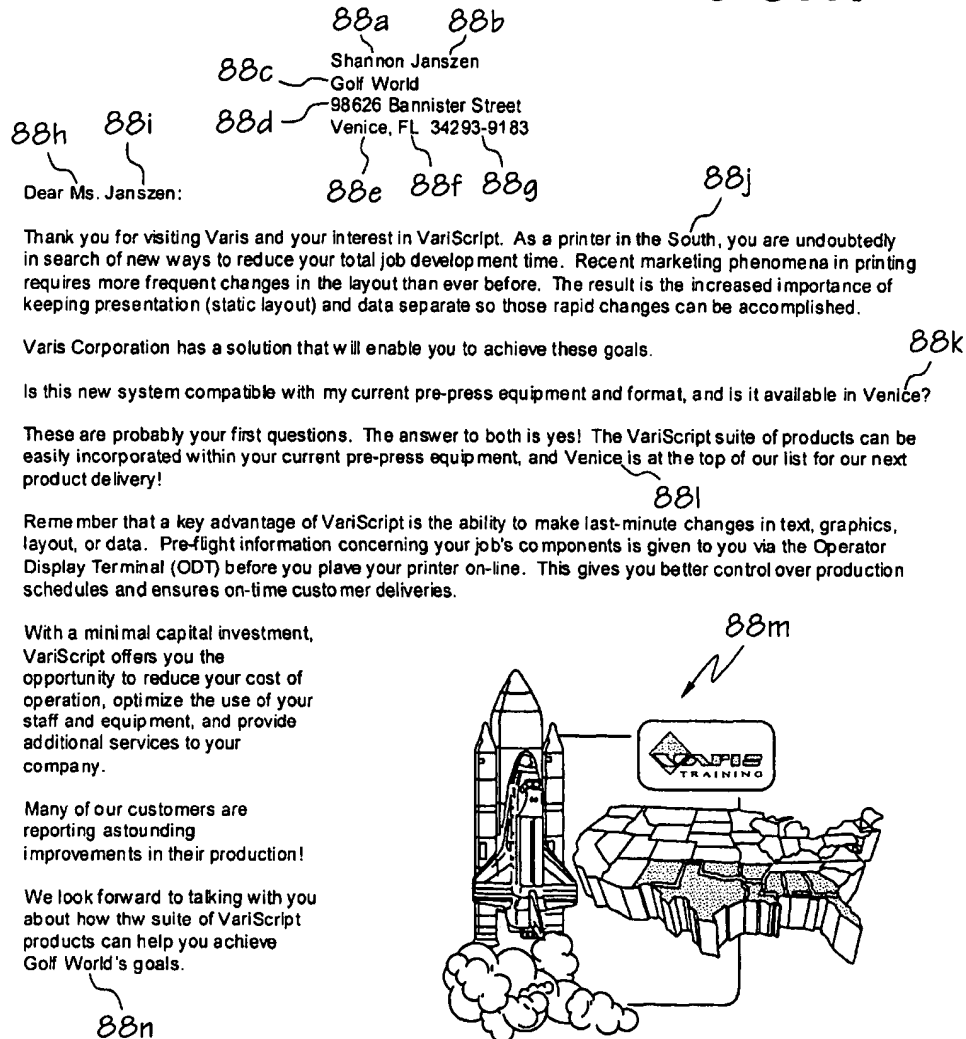 88a 88b
Shannon Janszen
88c Golf World
88d 98626 Bannister Street
Venice, FL 34293-9183
88h 88i
88e 88f 88g
88j
Dear Ms. Janszen:
Thank you for visiting Varis and your interest in VariScript. As a printer in the South, you are undoubtedly
in search of new ways to reduce your total job development time. Recent marketing phenomena in printing
requires more frequent changes in the layout than ever before. The result is the increased importance of
keeping presentation (static layout) and data separate so those rapid changes can be accomplished.
Varis Corporation has a solution that will enable you to achieve these goals.
88k
Is this new system compatible with my current pre-press equipment and format, and is it available in Venice?
These are probably your first questions. The answer to both is yes! The VariScript suite of products can be
easily incorporated within your current pre-press equipment, and Venice is at the top of our list for our next
product delivery!
88l
Remember that a key advantage of VariScript is the ability to make last-minute changes in text, graphics,
layout, or data. Pre-flight information concerning your job's components is given to you via the Operator
Display Terminal (ODT) before you plave your printer on-line. This gives you better control over production
schedules and ensures on-time customer deliveries.
88m
With a minimal capital investment,
VariScript offers you the
opportunity to reduce your cost of
operation, optimize the use of your
staff and equipment, and provide
additional services to your
company.
VARIS
TRAINING
Many of our customers are
reporting astounding
improvements in their production!
We look forward to talking with you
about how thw suite of VariScript
products can help you achieve
Golf World's goals.
88n